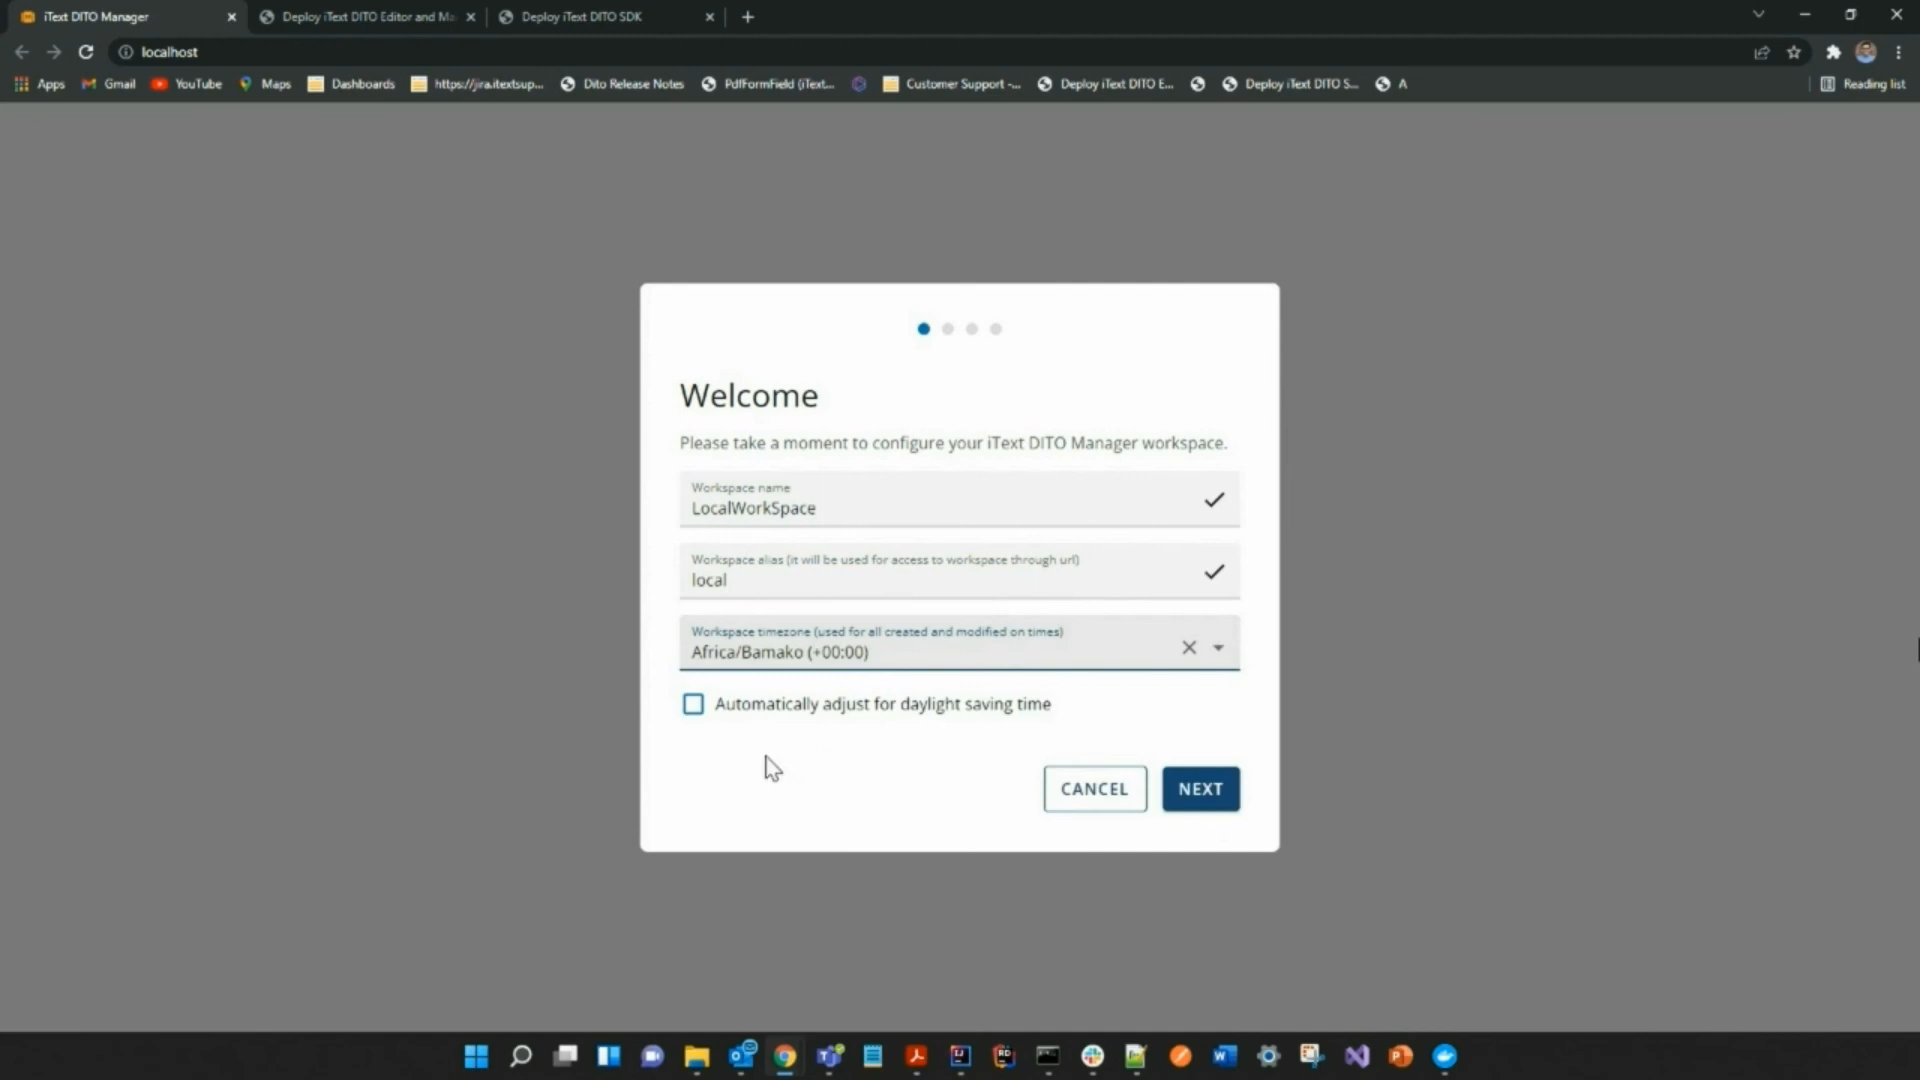 iText DITO Manager
Deploy iText DITO Editor and Ma
Deploy iText DITO SDK
localhost
Apps
Gmail
YouTube
Maps
Dashboards
https://jira.itextsup...
Dito Release Notes
PdfFormField (iText...
Customer Support -...
Deploy iText DITO E...
Deploy iText DITO S...
A
Reading list
Welcome
Please take a moment to configure your iText DITO Manager workspace.
Workspace name
LocalWorkSpace
Workspace alias (it will be used for access to workspace through url)
local
Workspace timezone (used for all created and modified on times)
Africa/Bamako (+00:00)
Automatically adjust for daylight saving time
CANCEL
NEXT